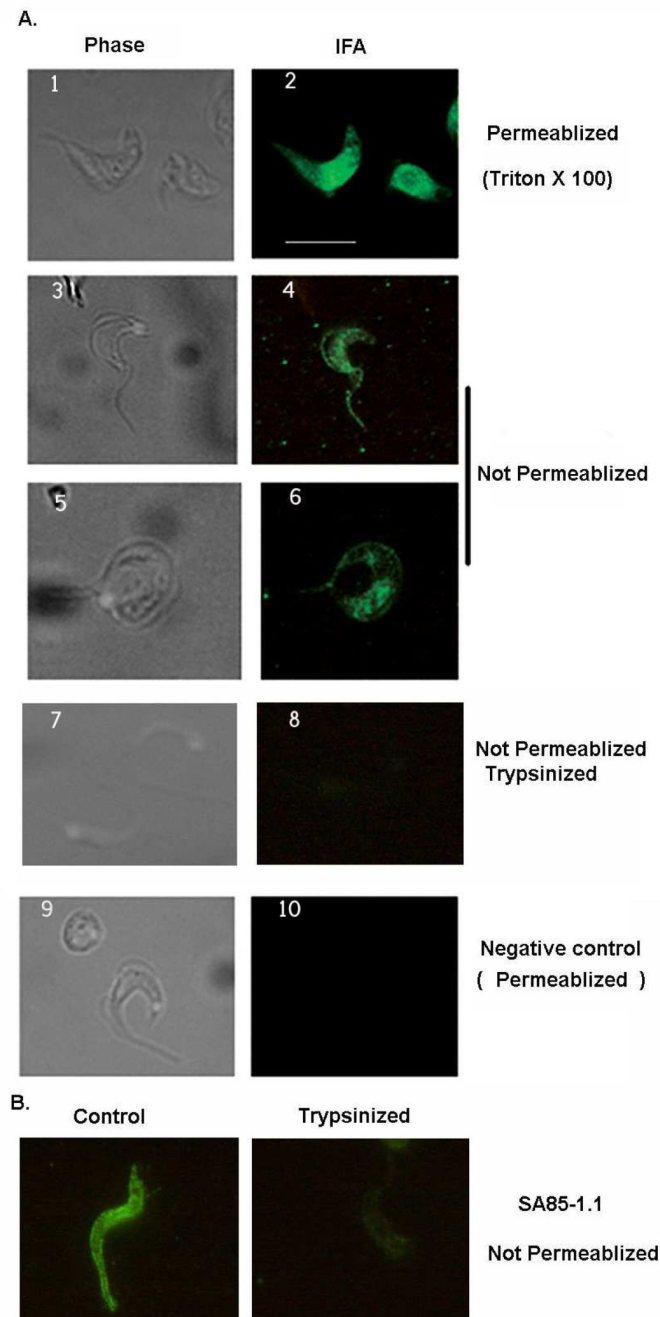 A.
Phase IFA
1 2
Permeablized
(Triton X 100)
3 4
Not Permeablized
5 6
7 8
Not Permeablized
Trypsinized
9 10
Negative control
( Permeablized )
B.
Control Trypsinized
SA85-1.1
Not Permeablized